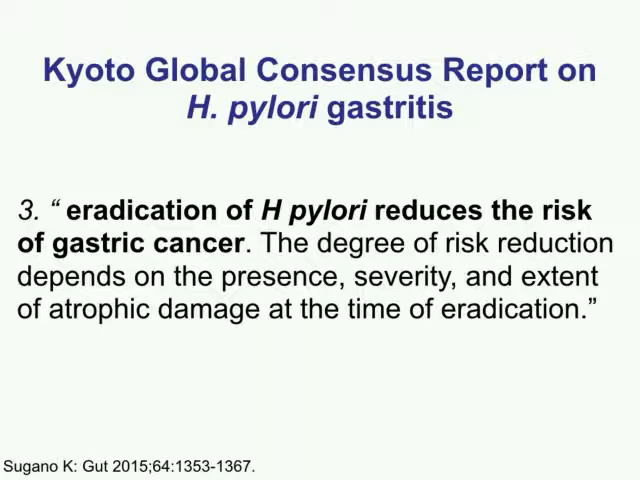 Kyoto Global Consensus Report on
H. pylori gastritis
3. “ eradication of H pylori reduces the risk
of gastric cancer. The degree of risk reduction
depends on the presence, severity, and extent
of atrophic damage at the time of eradication.”
Sugano K: Gut 2015;64:1353-1367.